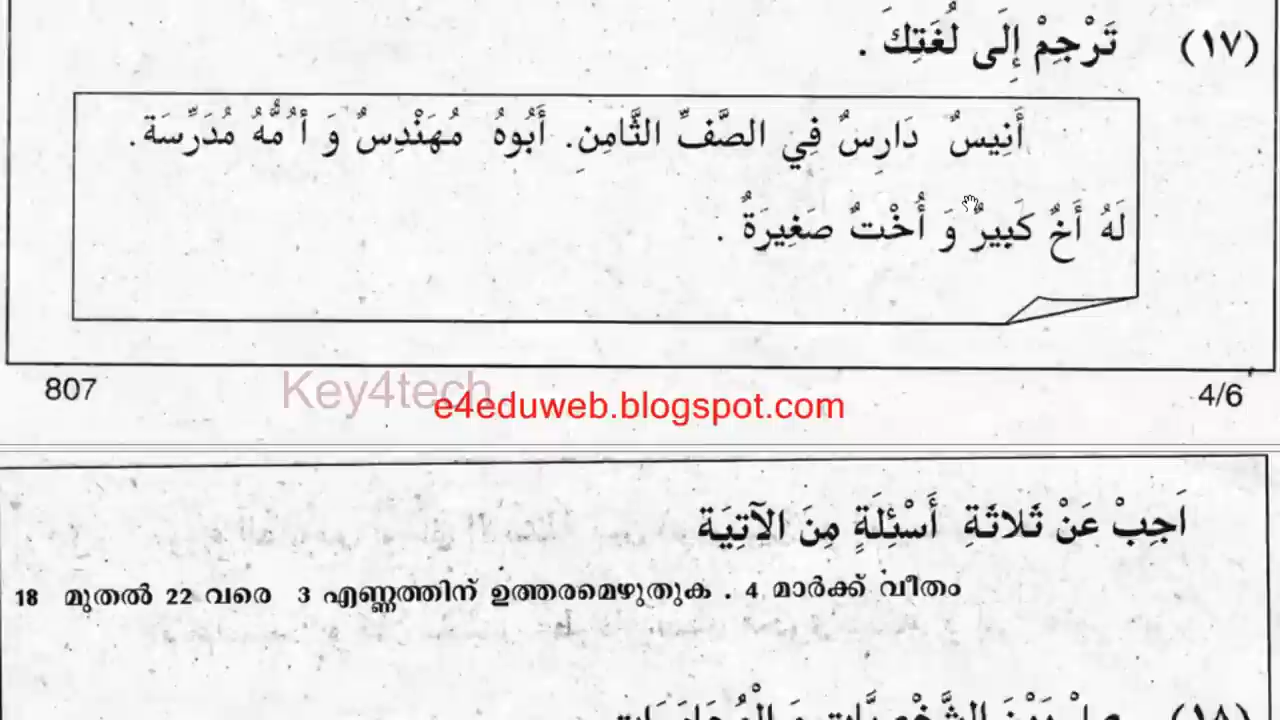 (١٧) تَرْجِمْ إِلَى لُغَتِكَ .
أَنِيسٌ دَارِسٌ فِي الصَّفِّ الثَّامِنِ. أَبُوهُ مُهَنْدِسٌ وَ أُمُّهُ مُدَرِّسَة.
لَهُ أَخٌ كَبِيرٌ وَ أُخْتٌ صَغِيرَةٌ .
807 Key4tech e4eduweb.blogspot.com 4/6
اَجِبْ عَنْ ثَلاثَةِ أَسْئِلَةٍ مِنَ الآتِيَة
18 മുതൽ 22 വരെ 3 എണ്ണത്തിന് ഉത്തരമെഴുതുക . 4 മാർക്ക് വീതം
(١٨)